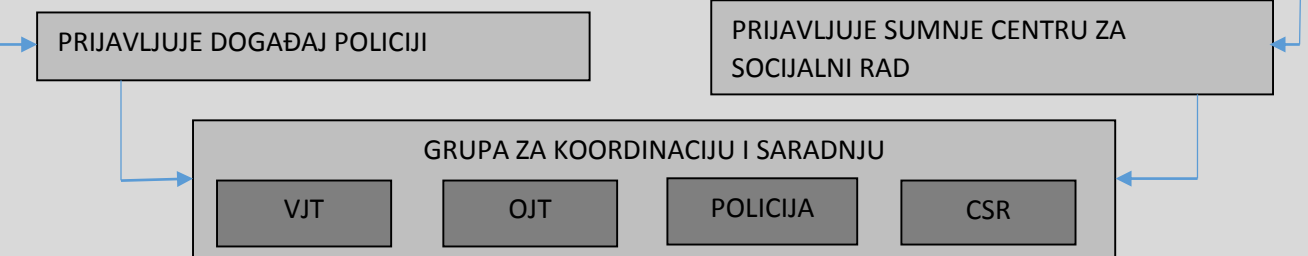 PRIJAVLJUJE DOGAĐAJ POLICIJI
PRIJAVLJUJE SUMNJE CENTRU ZA
SOCIJALNI RAD
GRUPA ZA KOORDINACIJU I SARADNJU
VJT
OJT
POLICIJA
CSR